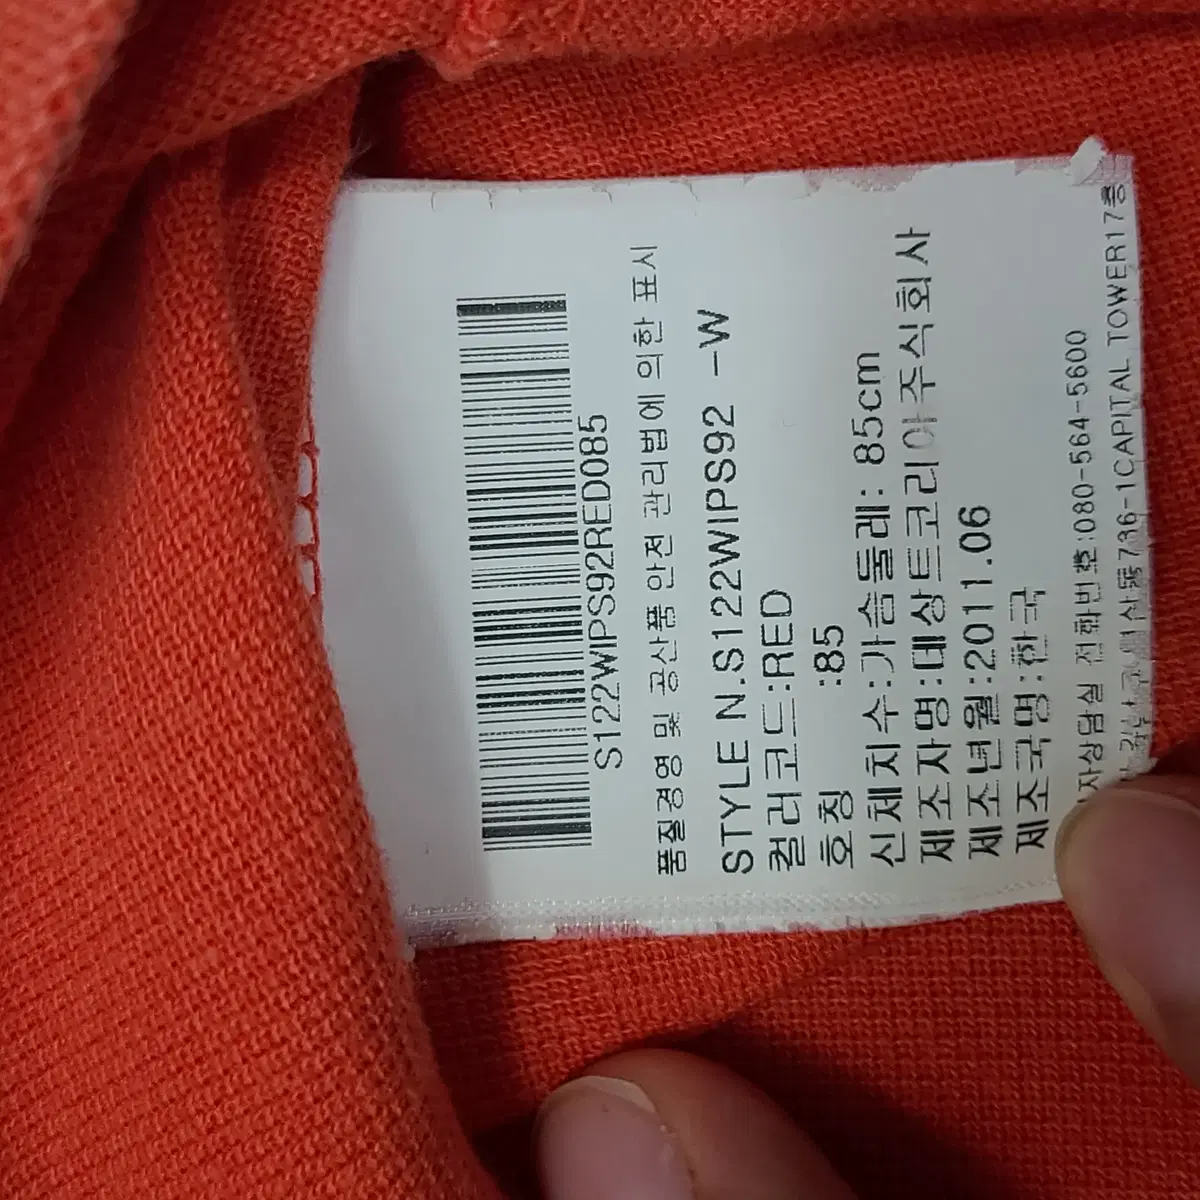 S122WIPS92RED085
품질경영 및 공산품 안전 관리법에 의한 표시
STYLE N.S122WIPS92 -W
컬러코드:RED
호칭 :85
신체치수:가슴둘레: 85cm
제조자명:데상트코리아주식회사
제조년월:2011.06
제조국명:한국
자상담실 전화번호:080-564-5600
736-1CAPITAL TOWER17층